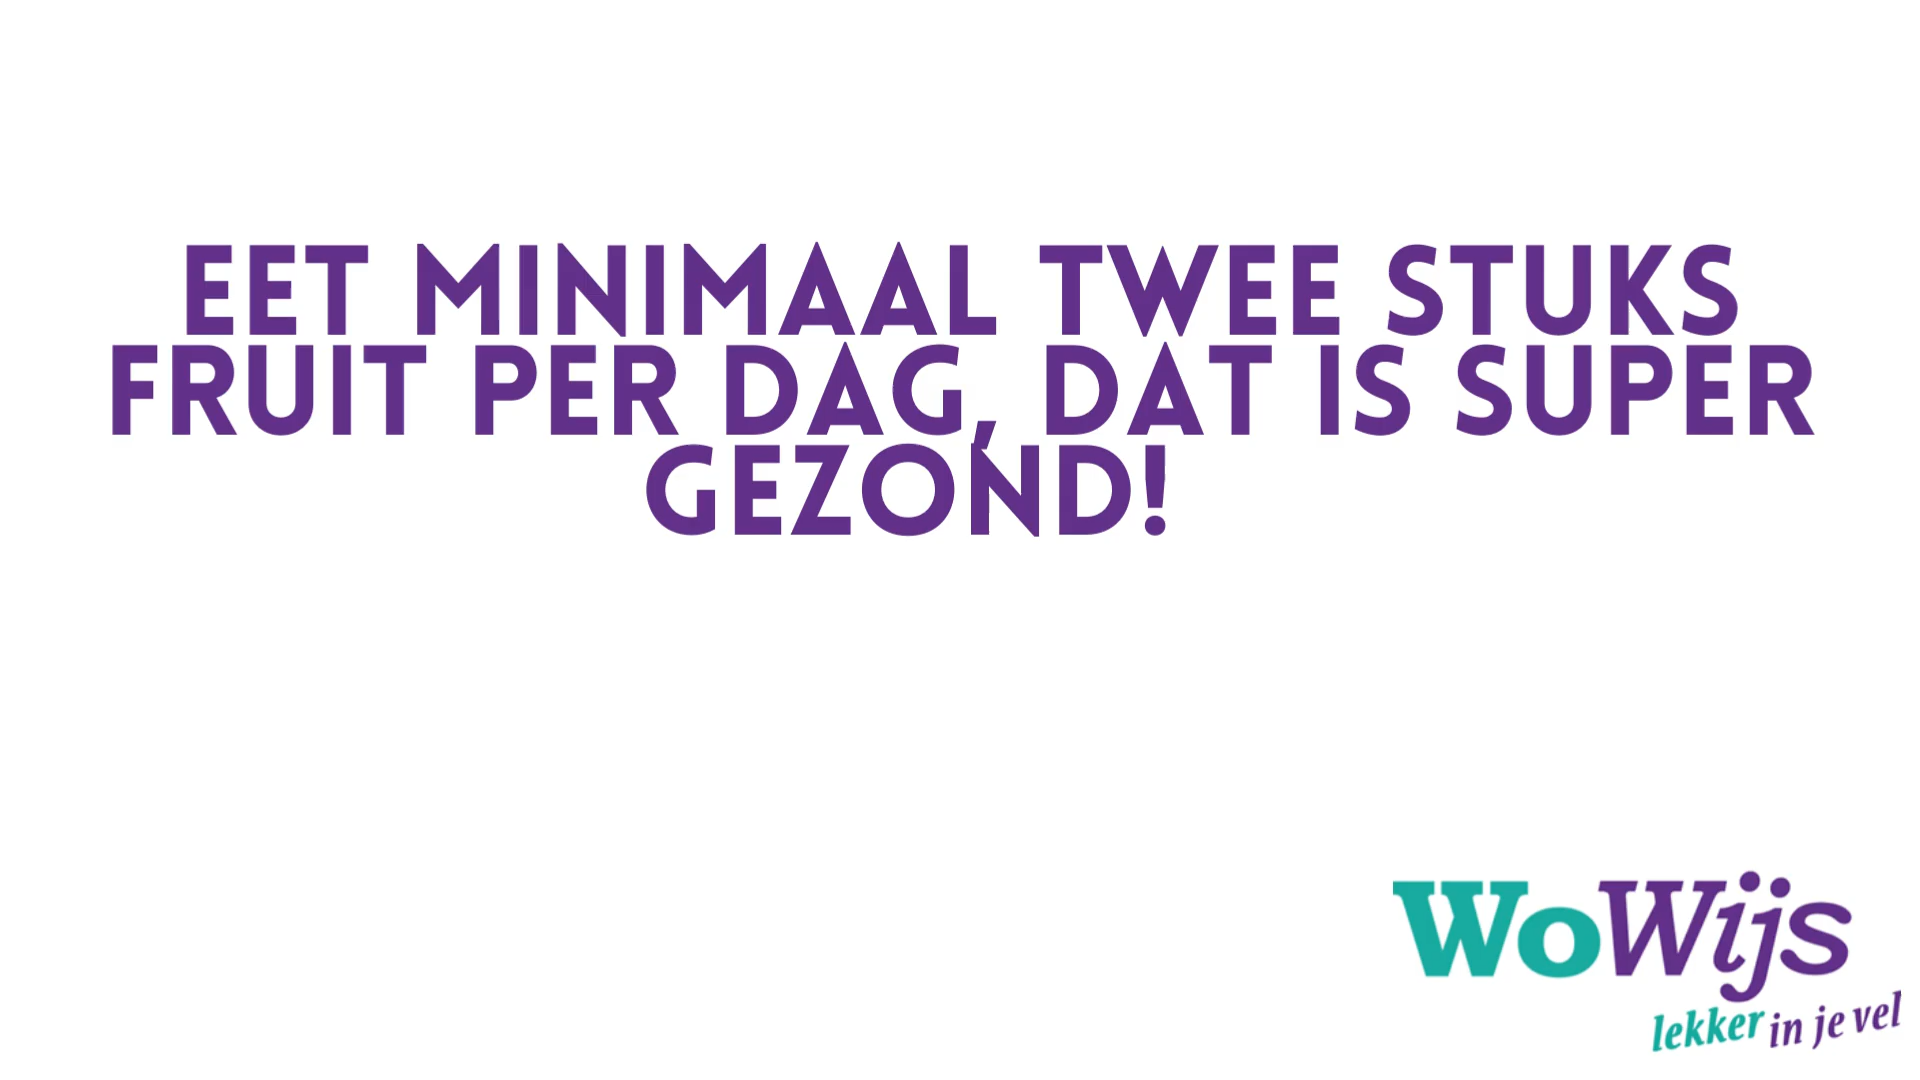 EET MINIMAAL TWEE STUKS
FRUIT PER DAG, DAT IS SUPER
GEZOND!
WoWijs
lekker in je vel